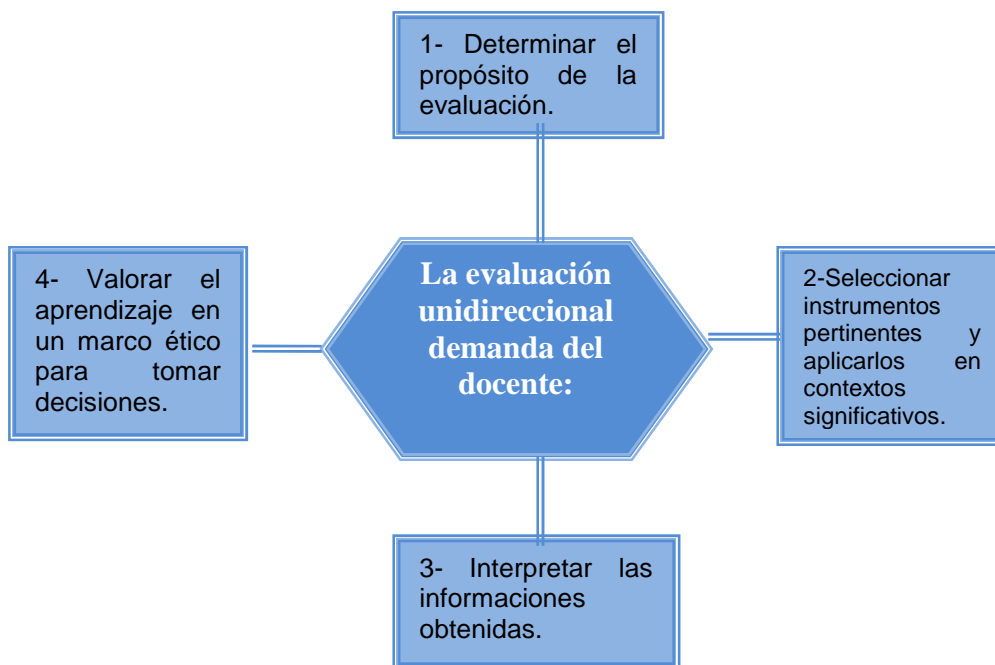 1- Determinar el
propósito de la
evaluación.
La evaluación
unidireccional
demanda del
docente:
2-Seleccionar
instrumentos
pertinentes y
aplicarlos en
contextos
significativos.
3- Interpretar las
informaciones
obtenidas.
4- Valorar el
aprendizaje en
un marco ético
para tomar
decisiones.